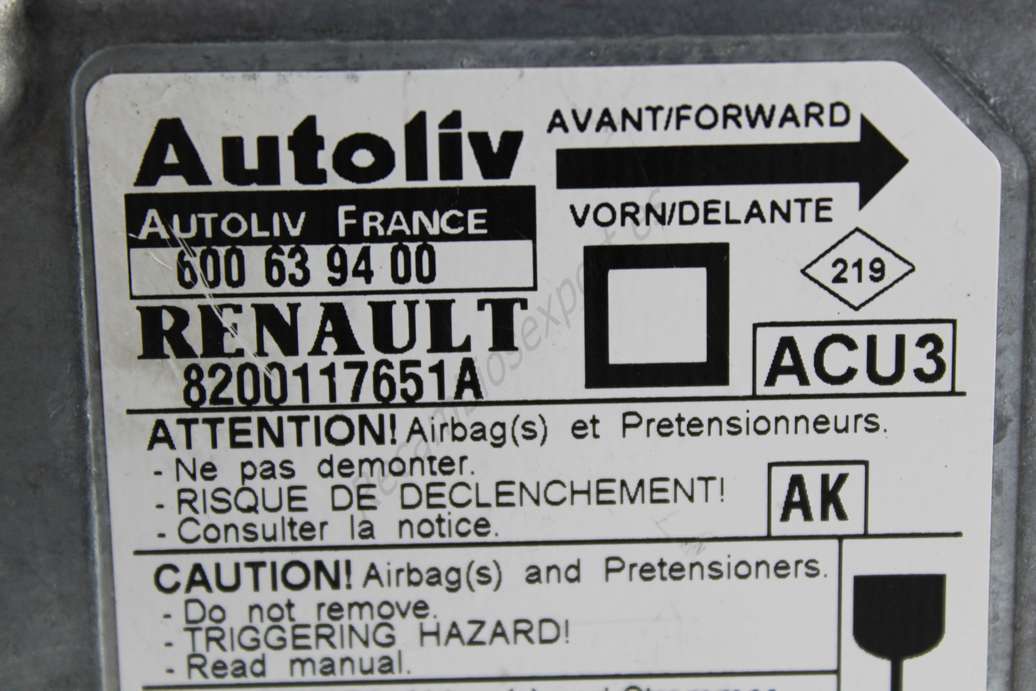 Autoliv
AVANT/FORWARD
AUTOLIV FRANCE
VORN/DELANTE
600 63 94 00
219
RENAULT
ACU3
8200117651A
ATTENTION! Airbag(s) et Pretensionneurs.
- Ne pas demonter.
- RISQUE DE DECLENCHEMENT!
- Consulter la notice.
AK
CAUTION! Airbag(s) and Pretensioners.
- Do not remove.
- TRIGGERING HAZARD!
- Read manual.